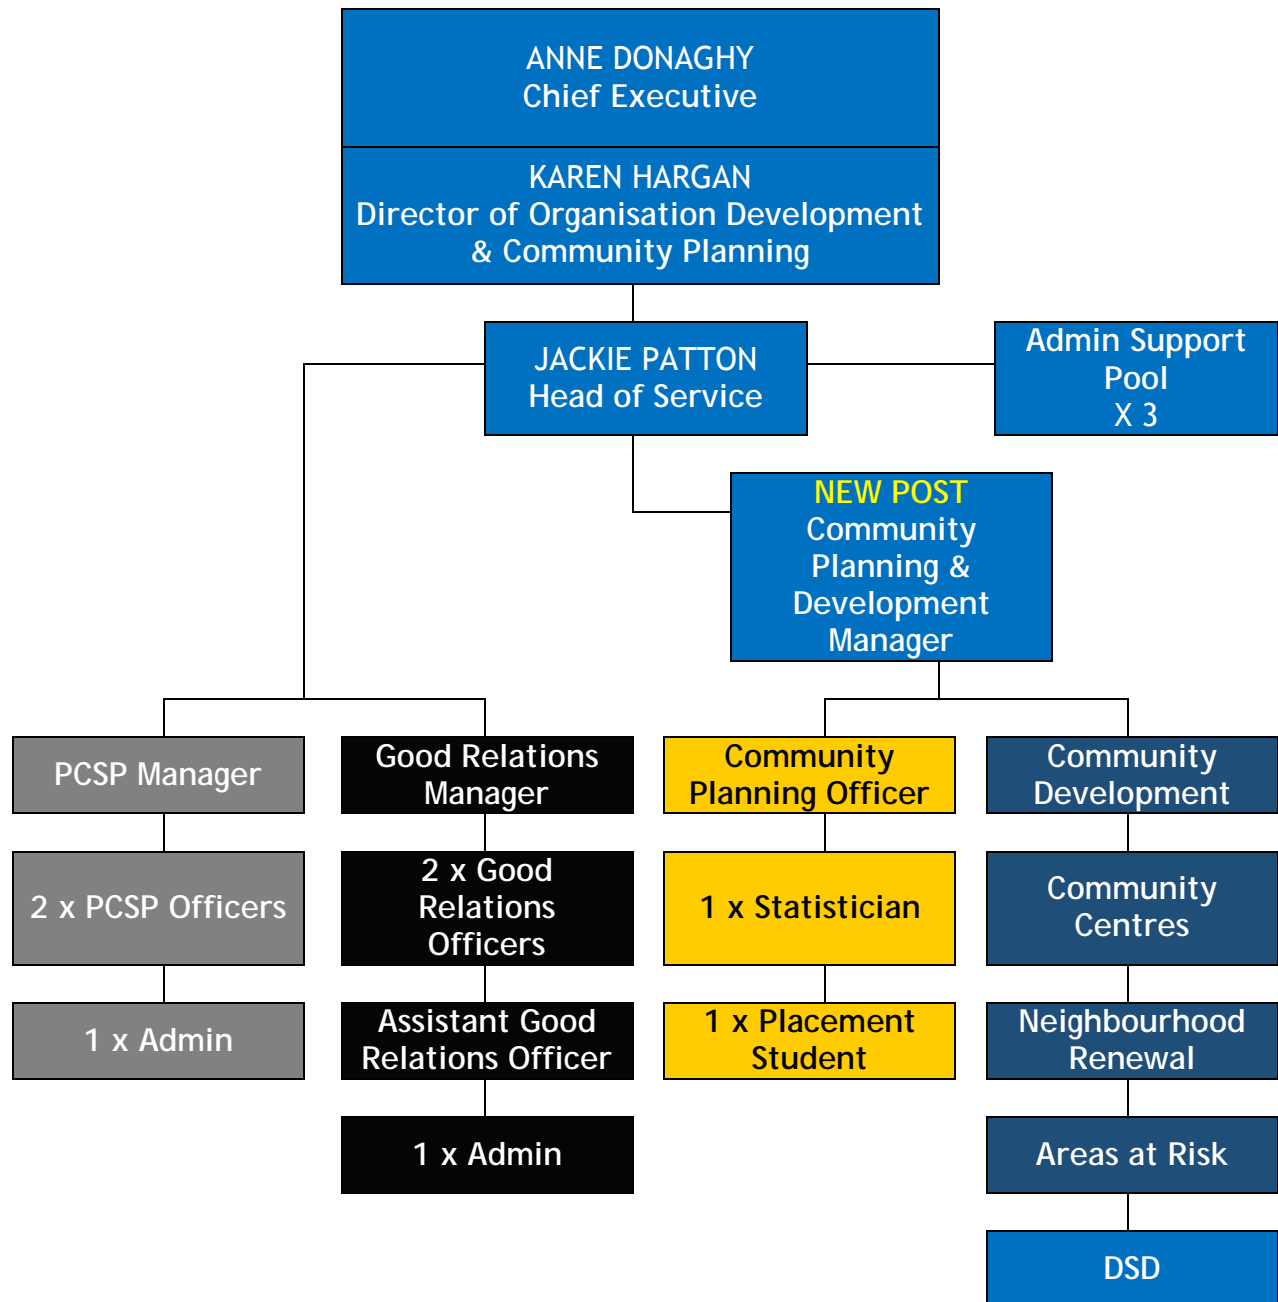 ANNE DONAGHY
Chief Executive
KAREN HARGAN
Director of Organisation Development
& Community Planning
JACKIE PATTON
Head of Service
Admin Support
Pool
X 3
NEW POST
Community
Planning &
Development
Manager
PCSP Manager
2 x PCSP Officers
1 x Admin
Good Relations
Manager
2 x Good
Relations
Officers
Assistant Good
Relations Officer
1 x Admin
Community
Planning Officer
1 x Statistician
1 x Placement
Student
Community
Development
Community
Centres
Neighbourhood
Renewal
Areas at Risk
DSD